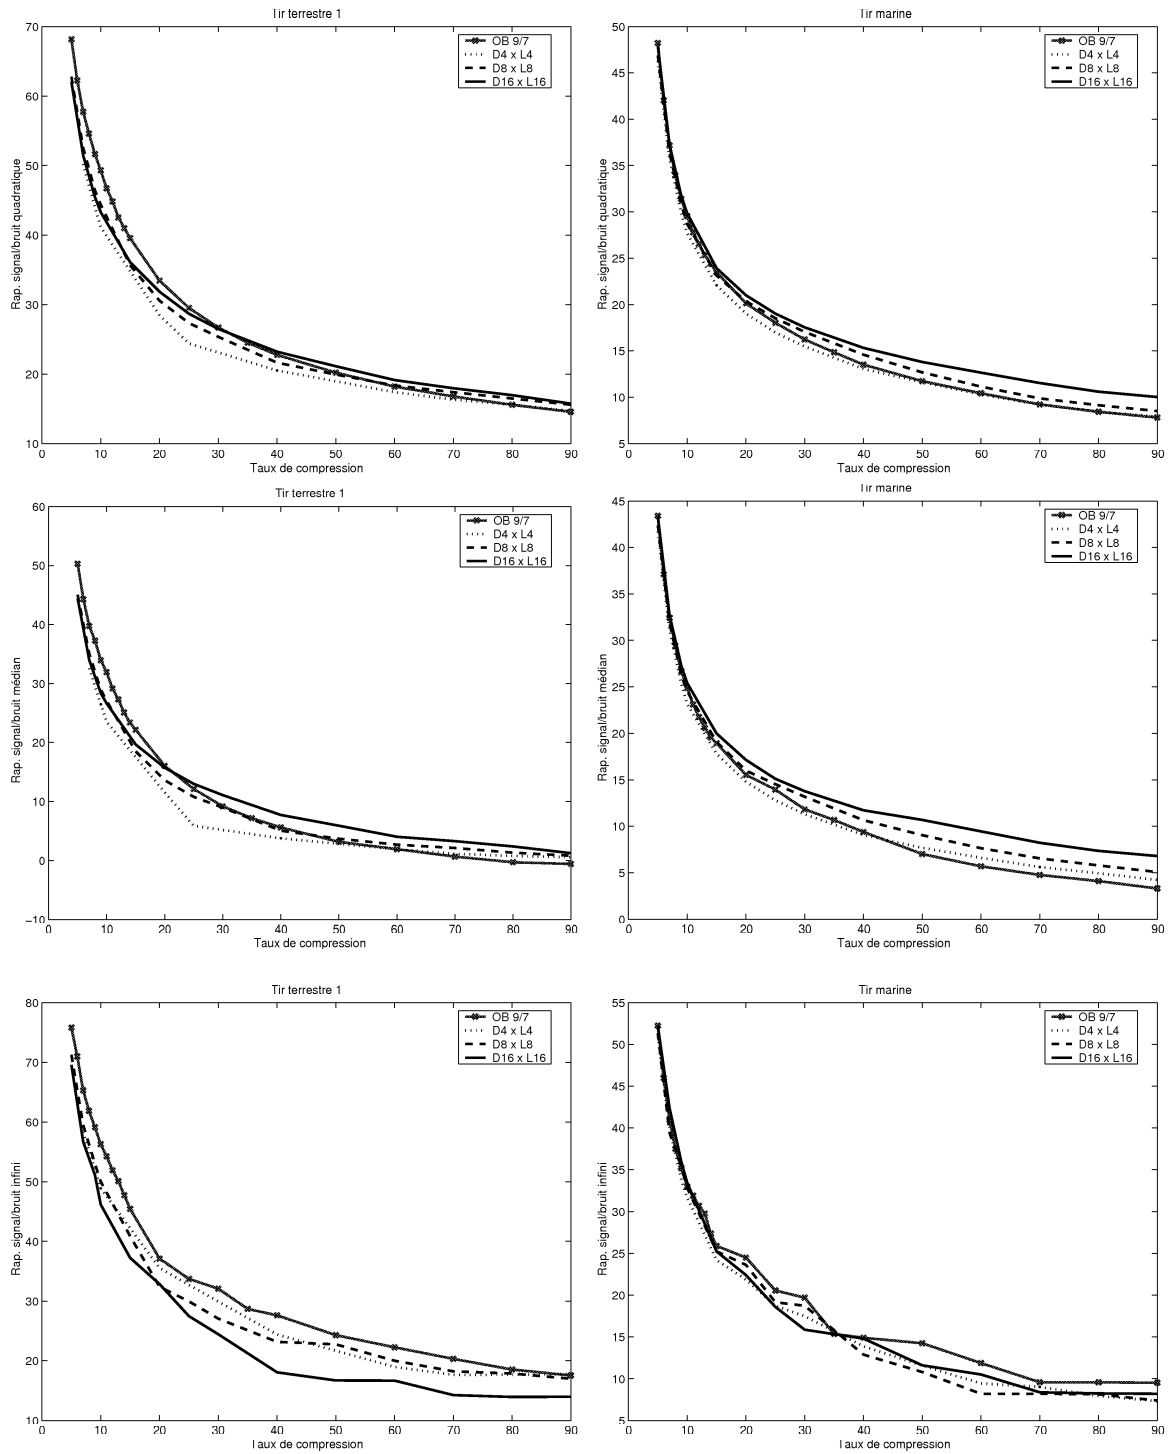 Tir terrestre 1
70
60
50
40
30
20
10
Rap. signal/bruit quadratique
OB 9/7
D4 x L4
D8 x L8
D16 x L16
0 10 20 30 40 50 60 70 80 90
Taux de compression
Tir marine
50
45
40
35
30
25
20
15
10
5
Rap. signal/bruit quadratique
OB 9/7
D4 x L4
D8 x L8
D16 x L16
0 10 20 30 40 50 60 70 80 90
Taux de compression
Tir terrestre 1
60
50
40
30
20
10
0
−10
Rap. signal/bruit médian
OB 9/7
D4 x L4
D8 x L8
D16 x L16
0 10 20 30 40 50 60 70 80 90
Taux de compression
Tir marine
45
40
35
30
25
20
15
10
5
0
Rap. signal/bruit médian
OB 9/7
D4 x L4
D8 x L8
D16 x L16
0 10 20 30 40 50 60 70 80 90
Taux de compression
Tir terrestre 1
80
70
60
50
40
30
20
10
Rap. signal/bruit infini
OB 9/7
D4 x L4
D8 x L8
D16 x L16
0 10 20 30 40 50 60 70 80 90
Taux de compression
Tir marine
55
50
45
40
35
30
25
20
15
10
5
Rap. signal/bruit infini
OB 9/7
D4 x L4
D8 x L8
D16 x L16
0 10 20 30 40 50 60 70 80 90
Taux de compression